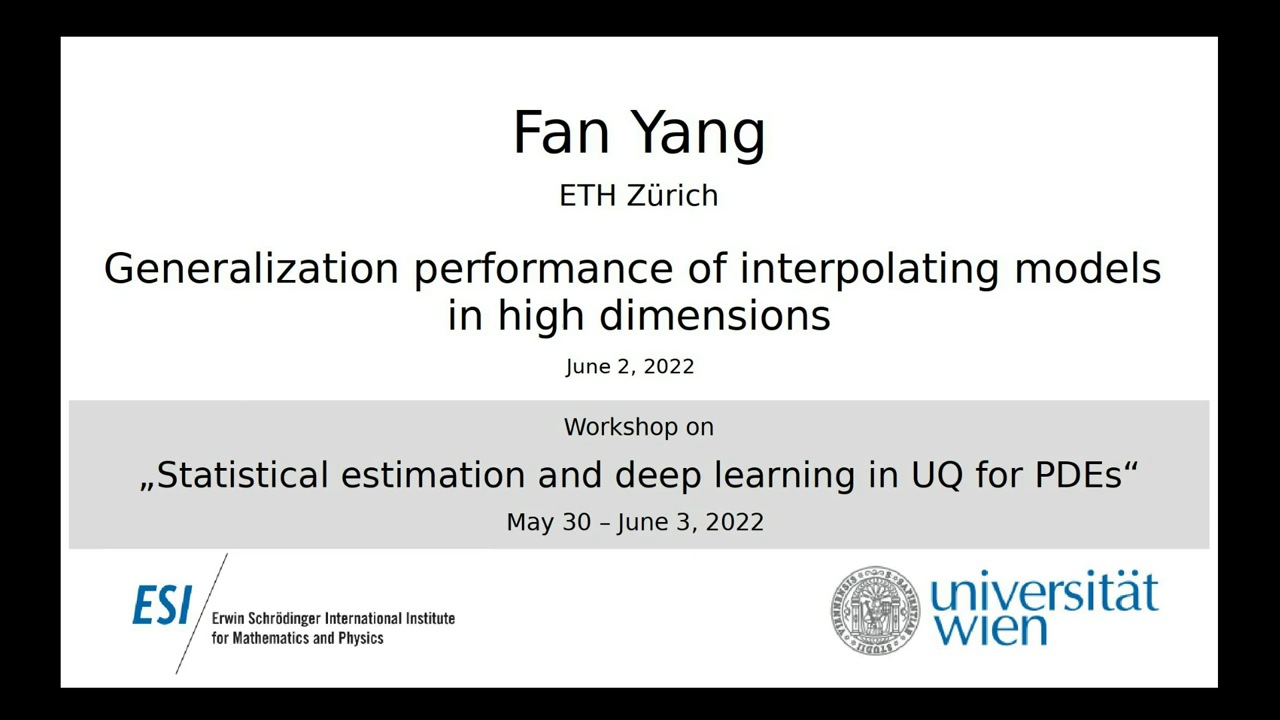 Fan Yang
ETH Zürich
Generalization performance of interpolating models
in high dimensions
June 2, 2022
Workshop on
„Statistical estimation and deep learning in UQ for PDEs“
May 30 – June 3, 2022
ESI
Erwin Schrödinger International Institute
for Mathematics and Physics
universität
wien